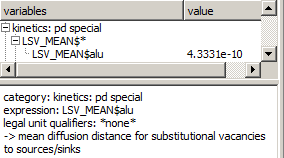 variables value
kinetics: pd special
LSV_MEAN$*
LSV_MEAN$alu 4.3331e-10
category: kinetics: pd special
expression: LSV_MEAN$alu
legal unit qualifiers: *none*
-> mean diffusion distance for substitutional vacancies
to sources/sinks